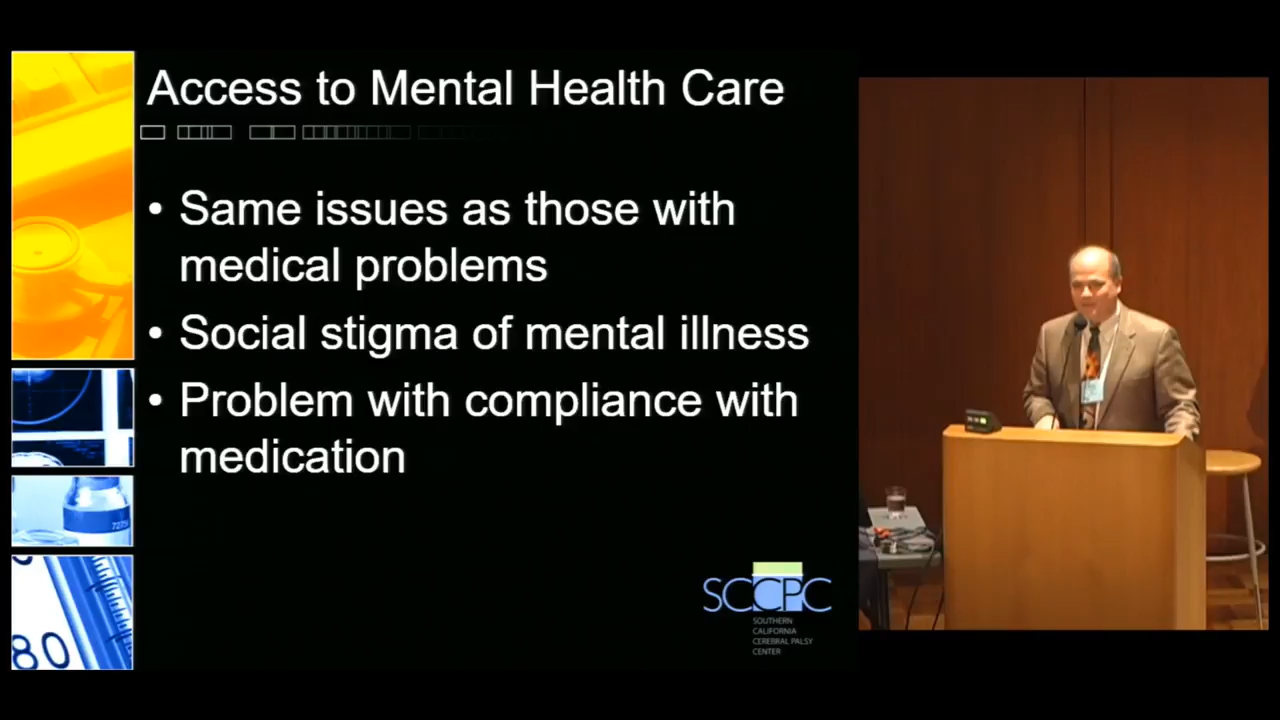 Access to Mental Health Care
• Same issues as those with
medical problems
• Social stigma of mental illness
• Problem with compliance with
medication
SCCPC
SOUTHERN
CALIFORNIA
CEREBRAL PALSY
CENTER
80